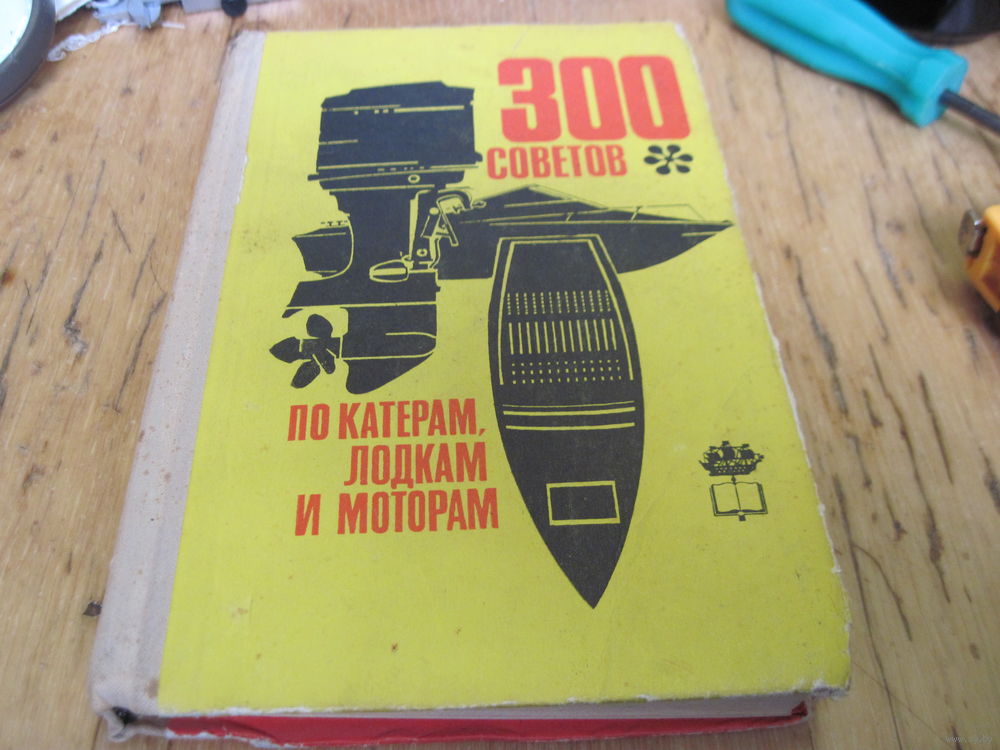 300
СОВЕТОВ
ПО КАТЕРАМ,
ЛОДКАМ
И МОТОРАМ